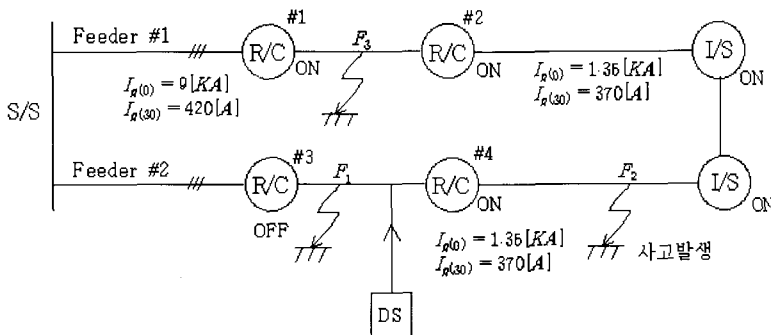 #1
#2
Feeder #1
R/C
F3
R/C
I/S
ON
ON
ON
Ig(0) = 9[KA]
Ig(30) = 420[A]
Ig(0) = 1.35[KA]
Ig(30) = 370[A]
S/S
Feeder #2
#3
#4
R/C
F1
R/C
F2
I/S
OFF
ON
ON
Ig(0) = 1.35[KA]
Ig(30) = 370[A]
사고발생
DS